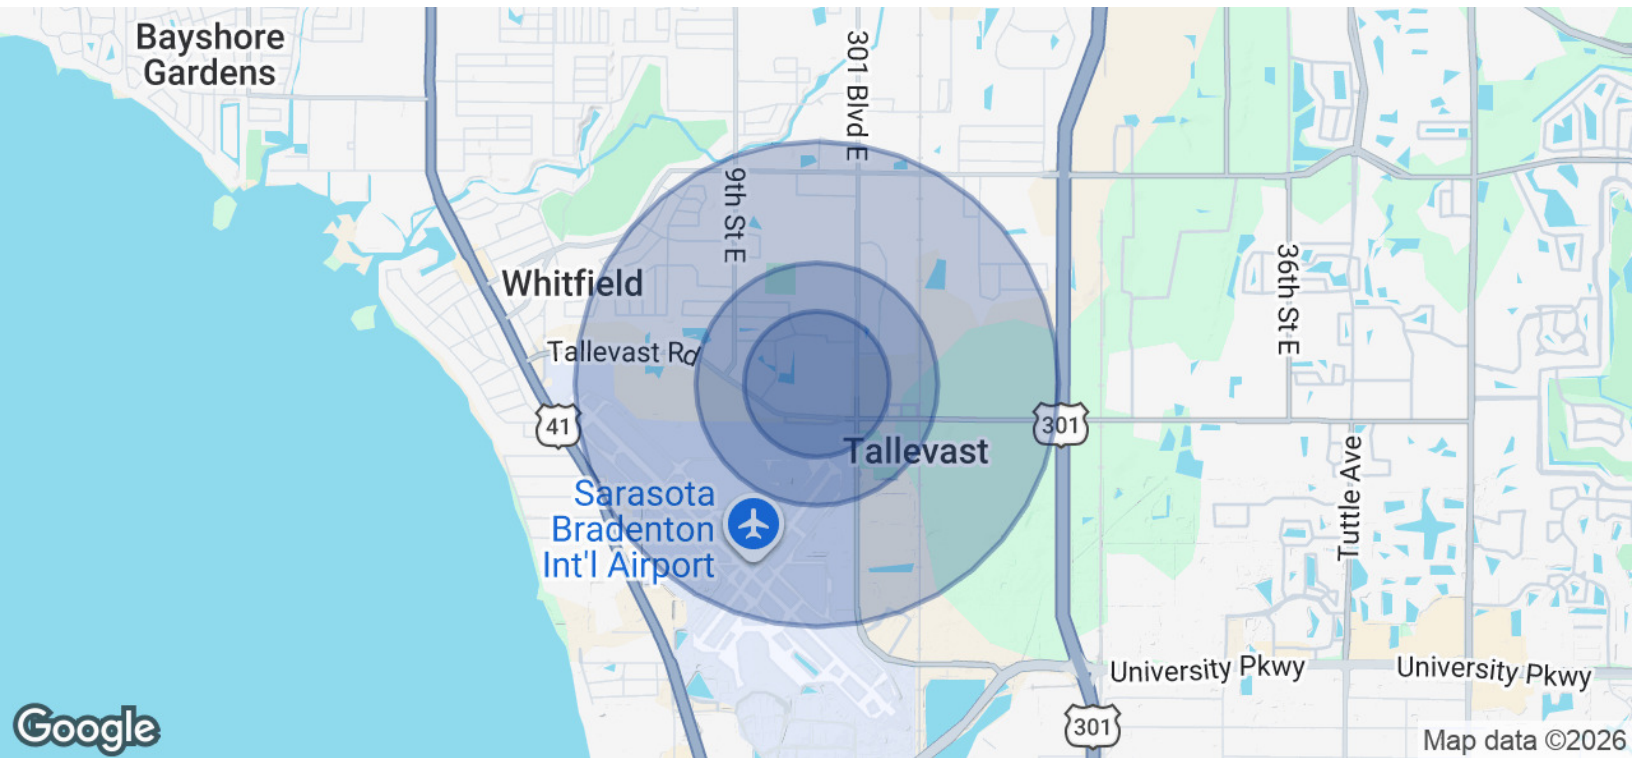 Bayshore
Gardens
301 Blvd E
9th St E
Whitfield
36th St E
Tallevast Rd
41
301
Tallevast
Tuttle Ave
Sarasota
Bradenton
Int'l Airport
University Pkwy
University Pkwy
301
Google
Map data ©2026